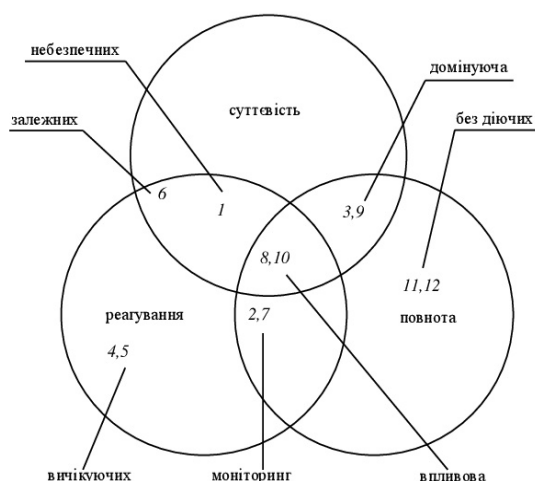 небезпечних
домінуюча
суттєвість
залежних
без діючих
6
1
3,9
8,10
11,12
реагування
2,7
повнота
4,5
вичікуючих
моніторинг
впливова